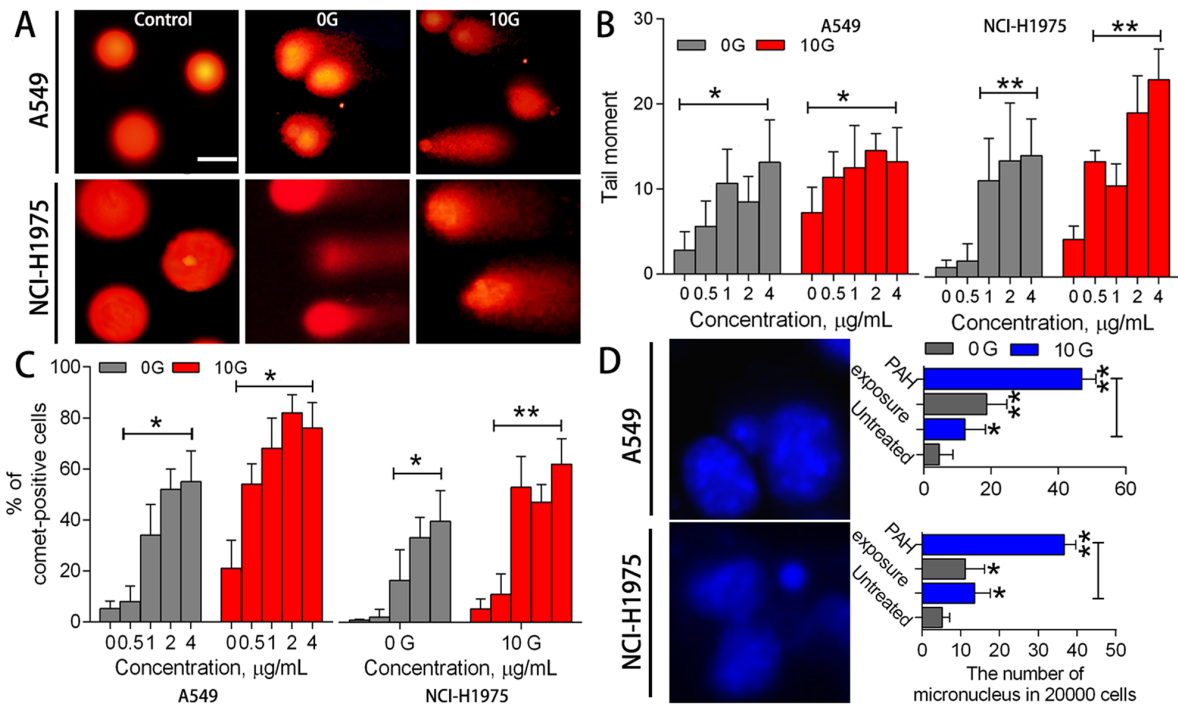 A
Control
0G
10G
A549
NCI-H1975
B
A549
NCI-H1975
0G
10G
30
20
10
0
Tail moment
*
*
**
**
0 0.5 1 2 4
0 0.5 1 2 4
0 0.5 1 2 4
0 0.5 1 2 4
Concentration, μg/mL
Concentration, μg/mL
C
0G
10G
100
80
60
40
20
0
% of
comet-positive cells
*
*
*
**
0 0.5 1 2 4
0 0.5 1 2 4
0 G
10 G
Concentration, μg/mL
Concentration, μg/mL
A549
NCI-H1975
D
A549
NCI-H1975
0 G
10 G
PAH
exposure
Untreated
**
**
*
0 20 40 60
PAH
exposure
Untreated
**
*
*
0 10 20 30 40 50
The number of
micronucleus in 20000 cells